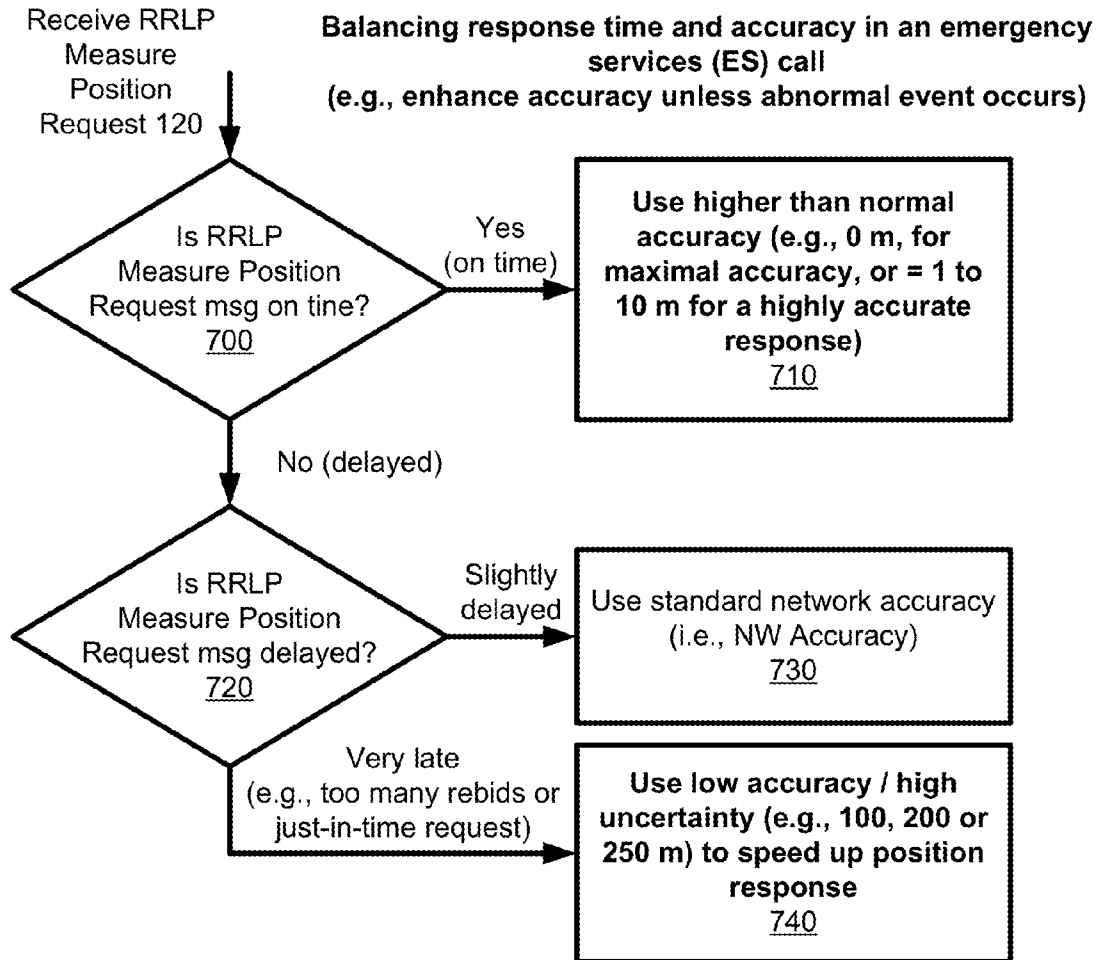 Receive RRLP
Measure
Position
Request 120
Balancing response time and accuracy in an emergency
services (ES) call
(e.g., enhance accuracy unless abnormal event occurs)
Is RRLP
Measure Position
Request msg on tine?
700
Yes
(on time)
Use higher than normal
accuracy (e.g., 0 m, for
maximal accuracy, or = 1 to
10 m for a highly accurate
response)
710
No (delayed)
Is RRLP
Measure Position
Request msg delayed?
720
Slightly
delayed
Use standard network accuracy
(i.e., NW Accuracy)
730
Very late
(e.g., too many rebids or
just-in-time request)
Use low accuracy / high
uncertainty (e.g., 100, 200 or
250 m) to speed up position
response
740